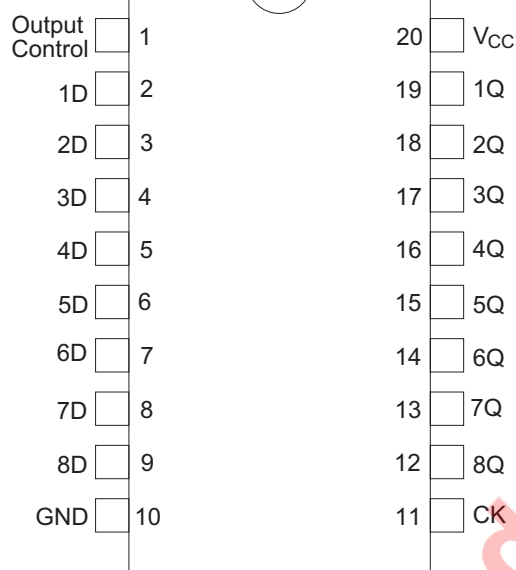 Output
Control 1 20 VCC
1D 2 19 1Q
2D 3 18 2Q
3D 4 17 3Q
4D 5 16 4Q
5D 6 15 5Q
6D 7 14 6Q
7D 8 13 7Q
8D 9 12 8Q
GND 10 11 CK